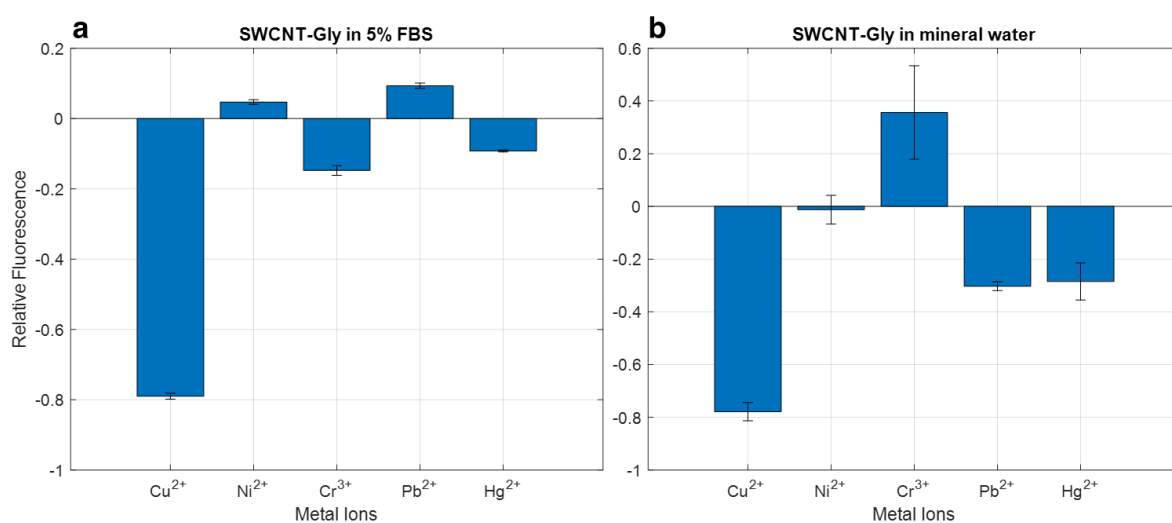 a
SWCNT-Gly in 5% FBS
0.2
0
-0.2
-0.4
-0.6
-0.8
-1
Relative Fluorescence
Cu²⁺ Ni²⁺ Cr³⁺ Pb²⁺ Hg²⁺
Metal Ions
b
SWCNT-Gly in mineral water
0.6
0.4
0.2
0
-0.2
-0.4
-0.6
-0.8
-1
Cu²⁺ Ni²⁺ Cr³⁺ Pb²⁺ Hg²⁺
Metal Ions